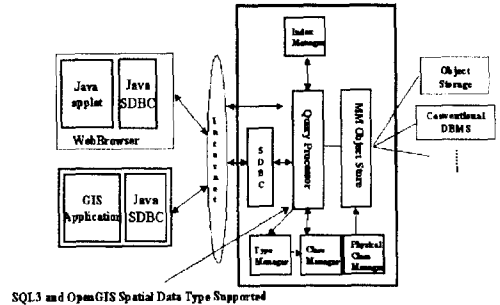 Java
applet
Java
SDBC
WebBrowser
GIS
Application
Java
SDBC
Internet
Index
Manager
SDBC
Query Processor
MM Object Store
Type
Manager
Class
Manager
Physical
Class
Manager
Object
Storage
Conventional
DBMS
SQL3 and OpenGIS Spatial Data Type Supported